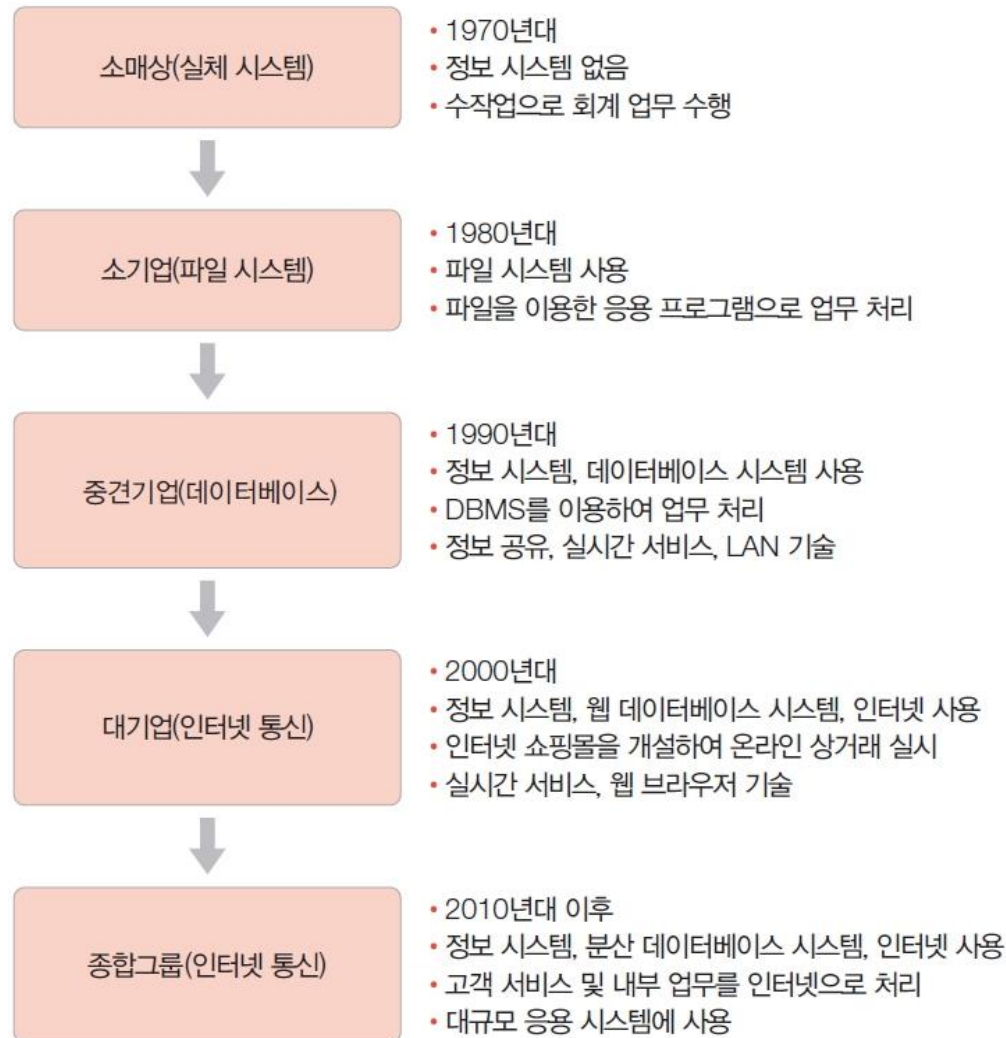 소매상(실체 시스템)
• 1970년대
• 정보 시스템 없음
• 수작업으로 회계 업무 수행
소기업(파일 시스템)
• 1980년대
• 파일 시스템 사용
• 파일을 이용한 응용 프로그램으로 업무 처리
중견기업(데이터베이스)
• 1990년대
• 정보 시스템, 데이터베이스 시스템 사용
• DBMS를 이용하여 업무 처리
• 정보 공유, 실시간 서비스, LAN 기술
대기업(인터넷 통신)
• 2000년대
• 정보 시스템, 웹 데이터베이스 시스템, 인터넷 사용
• 인터넷 쇼핑몰을 개설하여 온라인 상거래 실시
• 실시간 서비스, 웹 브라우저 기술
종합그룹(인터넷 통신)
• 2010년대 이후
• 정보 시스템, 분산 데이터베이스 시스템, 인터넷 사용
• 고객 서비스 및 내부 업무를 인터넷으로 처리
• 대규모 응용 시스템에 사용